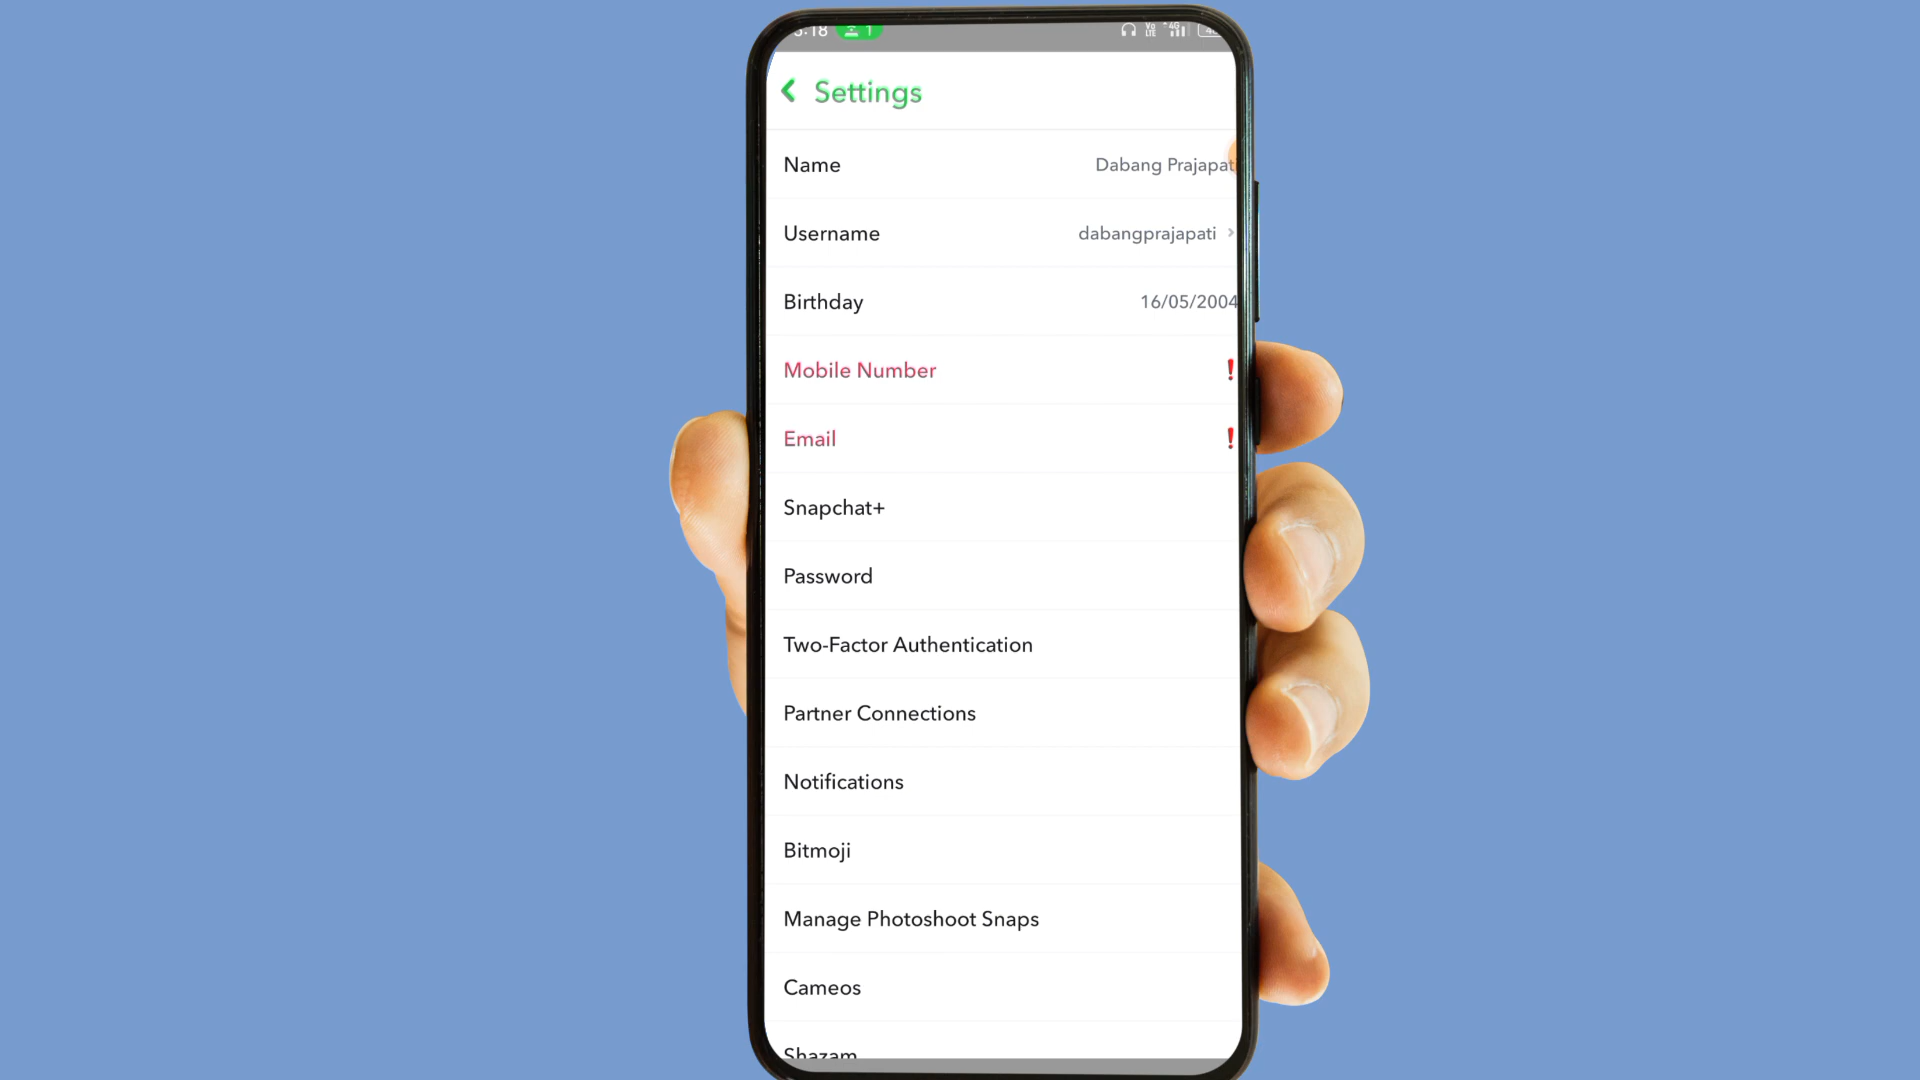 Settings
Name
Dabang Prajapati
Username
dabangprajapati
Birthday
16/05/2004
Mobile Number
Email
Snapchat+
Password
Two-Factor Authentication
Partner Connections
Notifications
Bitmoji
Manage Photoshoot Snaps
Cameos
Shazam